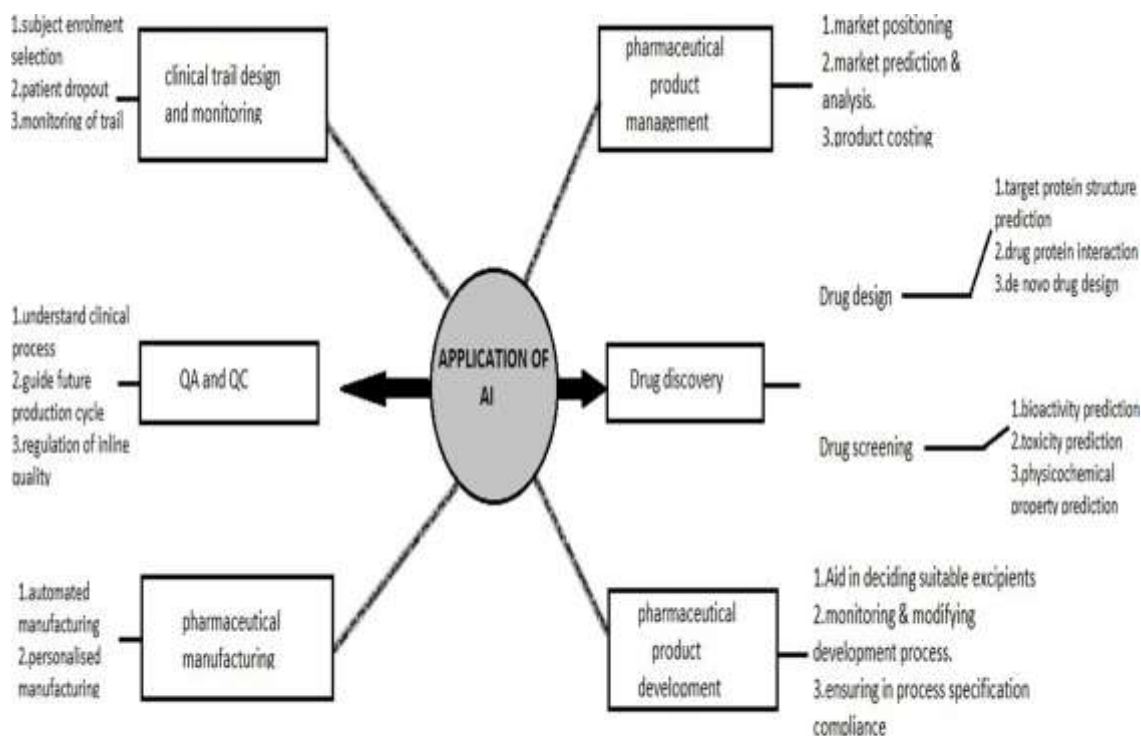 1.subject enrolment
selection
2.patient dropout
3.monitoring of trail
clinical trail design
and monitoring
pharmaceutical
product
management
1.market positioning
2.market prediction &
analysis.
3.product costing
1.target protein structure
prediction
2.drug protein interaction
3.de novo drug design
Drug design
1.understand clinical
process
2.guide future
production cycle
3.regulation of inline
quality
QA and QC
APPLICATION OF
AI
Drug discovery
Drug screening
1.bioactivity prediction
2.toxicity prediction
3.physicochemical
property prediction
1.automated
manufacturing
2.personalised
manufacturing
pharmaceutical
manufacturing
pharmaceutical
product
development
1.Aid in deciding suitable excipients
2.monitoring & modifying
development process.
3.ensuring in process specification
compliance